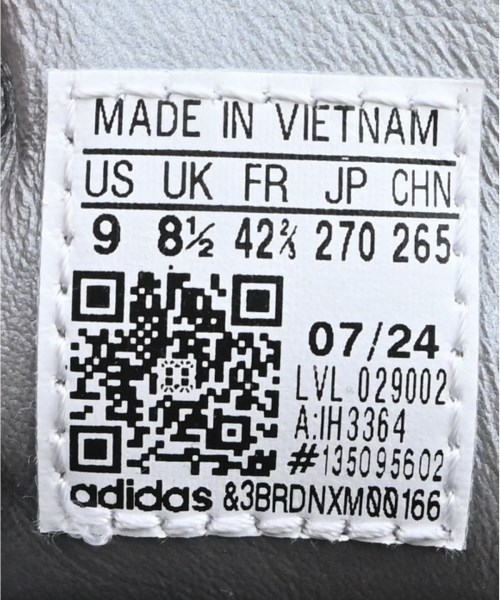 MADE IN VIETNAM
US UK FR JP CHN
9 8½ 42⅔ 270 265
07/24
LVL 029002
A:IH3364
#135095602
adidas &3BRDNXM00166